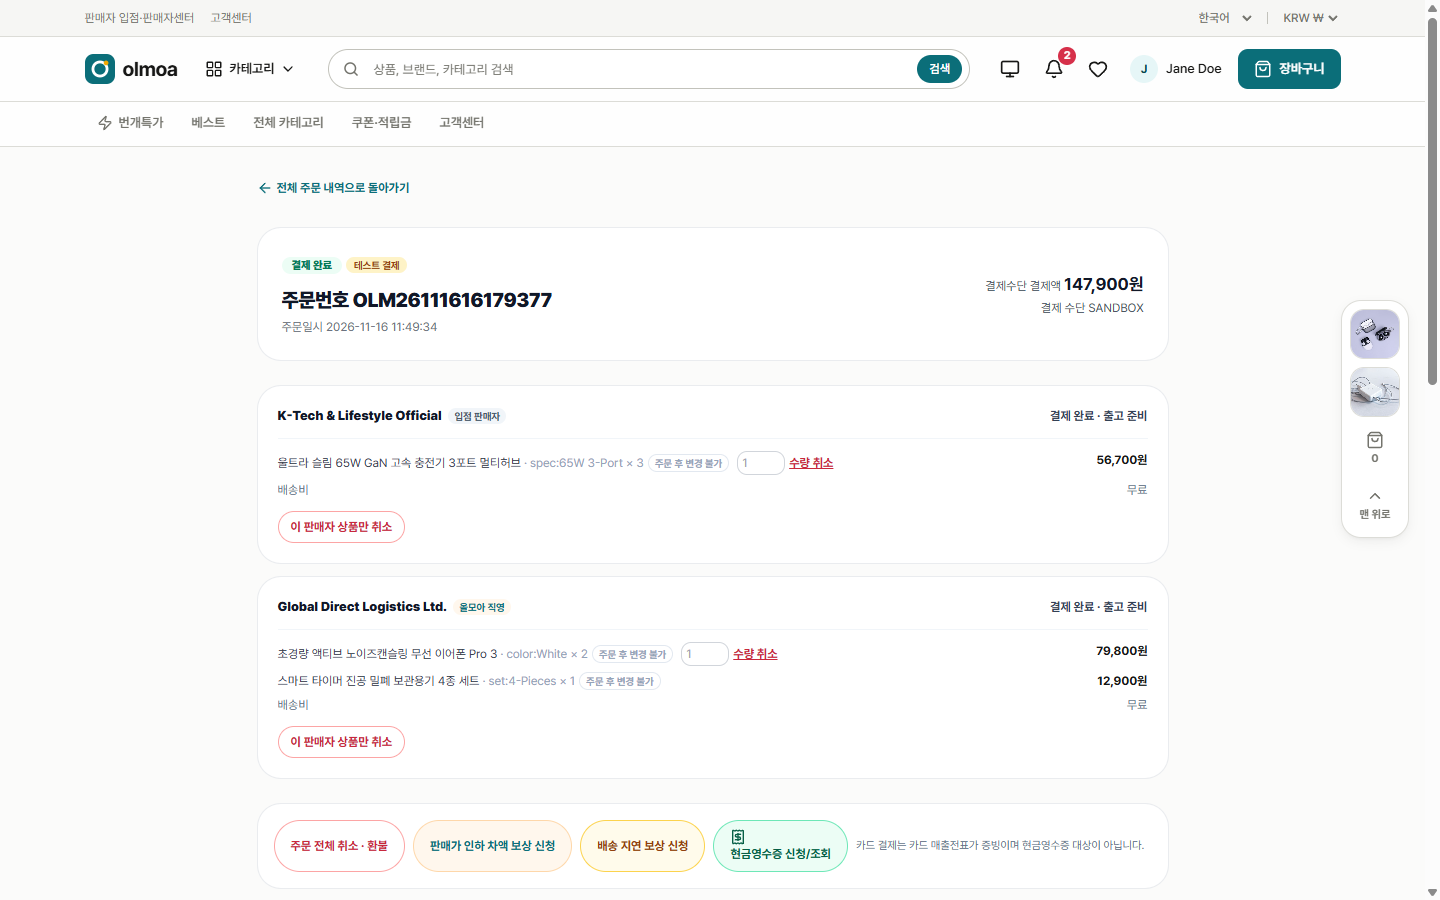 판매자 입점·판매자센터 고객센터 한국어 KRW ₩
olmoa 카테고리 상품, 브랜드, 카테고리 검색 검색 2 J Jane Doe 장바구니
번개특가 베스트 전체 카테고리 쿠폰·적립금 고객센터
전체 주문 내역으로 돌아가기
결제 완료 테스트 결제
주문번호 OLM26111616179377
주문일시 2026-11-16 11:49:34
결제수단 결제액 147,900원
결제 수단 SANDBOX
K-Tech & Lifestyle Official 입점 판매자 결제 완료 · 출고 준비
울트라 슬림 65W GaN 고속 충전기 3포트 멀티허브 · spec:65W 3-Port × 3 주문 후 변경 불가 1 수량 취소 56,700원
배송비 무료
이 판매자 상품만 취소
Global Direct Logistics Ltd. 올모아 직영 결제 완료 · 출고 준비
초경량 액티브 노이즈캔슬링 무선 이어폰 Pro 3 · color:White × 2 주문 후 변경 불가 1 수량 취소 79,800원
스마트 타이머 진공 밀폐 보관용기 4종 세트 · set:4-Pieces × 1 주문 후 변경 불가 12,900원
배송비 무료
이 판매자 상품만 취소
주문 전체 취소 · 환불 판매가 인하 차액 보상 신청 배송 지연 보상 신청 현금영수증 신청/조회 카드 결제는 카드 매출전표가 증빙이며 현금영수증 대상이 아닙니다.
0
맨 위로